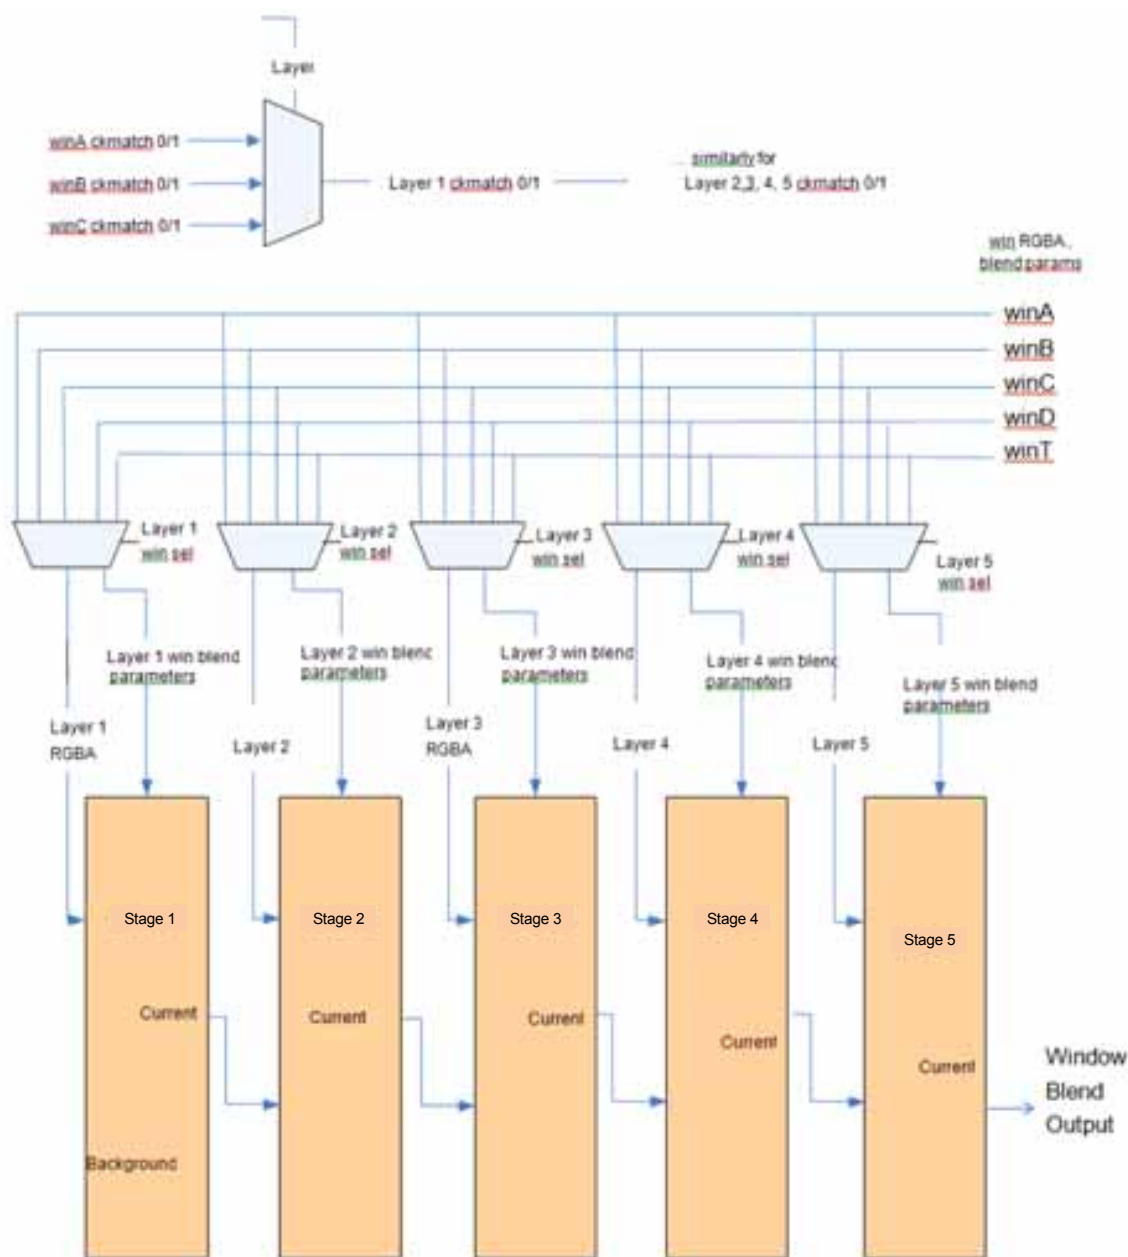 Layer
winA ckmatch 0/1
winB ckmatch 0/1
winC ckmatch 0/1
Layer 1 ckmatch 0/1
similarly for
Layer 2,3, 4, 5 ckmatch 0/1
win RGBA,
blend params
winA
winB
winC
winD
winT
Layer 1
win sel
Layer 2
win sel
Layer 3
win sel
Layer 4
win sel
Layer 5
win sel
Layer 1 win blend
parameters
Layer 2 win blend
parameters
Layer 3 win blend
parameters
Layer 4 win blend
parameters
Layer 5 win blend
parameters
Layer 1
RGBA
Layer 2
Layer 3
RGBA
Layer 4
Layer 5
Stage 1
Stage 2
Stage 3
Stage 4
Stage 5
Current
Current
Current
Current
Current
Background
Window
Blend
Output